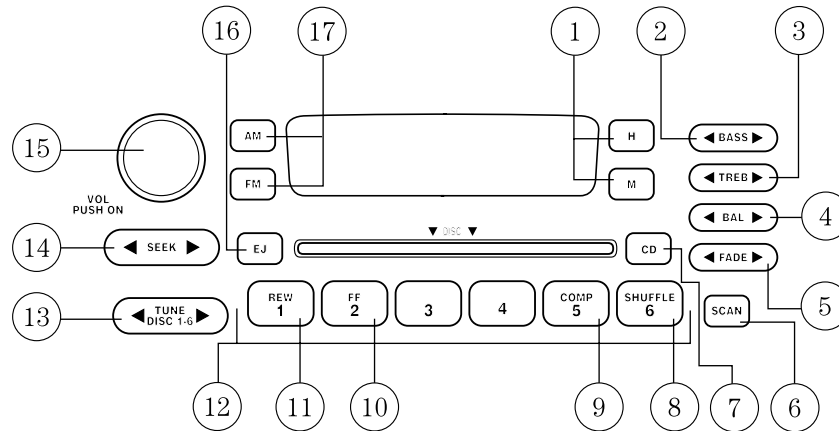 16
17
1
2
3
AM
H
◀ BASS ▶
15
◀ TREB ▶
FM
M
VOL
PUSH ON
◀ BAL ▶
4
14
◀ SEEK ▶
EJ
▼ DISC ▼
CD
◀ FADE ▶
13
◀ TUNE ▶
DISC 1-6
REW
1
FF
2
3
4
COMP
5
SHUFFLE
6
SCAN
5
12
11
10
9
8
7
6